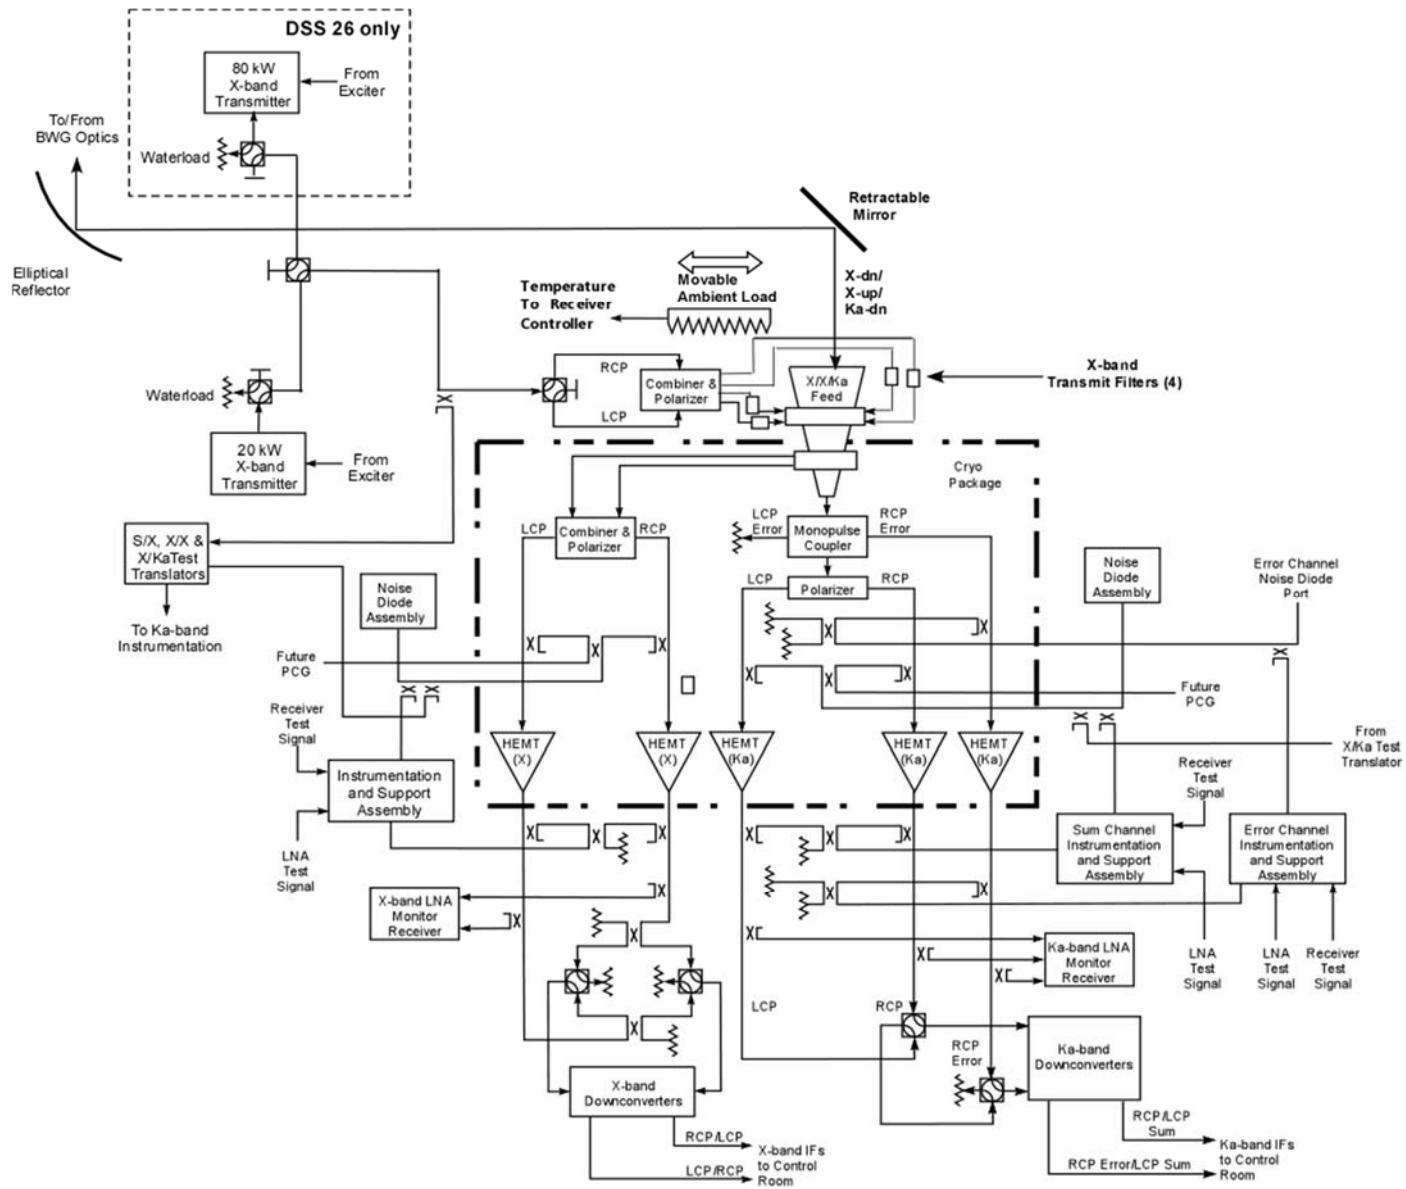 DSS 26 only
80 kW
X-band
Transmitter
From
Exciter
To/From
BWG Optics
Waterload
Retractable
Mirror
Elliptical
Reflector
Temperature
To Receiver
Controller
Movable
Ambient Load
X-dn/
X-up/
Ka-dn
RCP
Combiner &
Polarizer
LCP
X/X/Ka
Feed
X-band
Transmit Filters (4)
Waterload
20 kW
X-band
Transmitter
From
Exciter
Cryo
Package
S/X, X/X &
X/KaTest
Translators
To Ka-band
Instrumentation
LCP
Combiner &
Polarizer
RCP
LCP
Error
Monopulse
Coupler
RCP
Error
LCP
Polarizer
RCP
Noise
Diode
Assembly
Noise
Diode
Assembly
Error Channel
Noise Diode
Port
Future
PCG
Future
PCG
Receiver
Test
Signal
HEMT
(X)
HEMT
(X)
HEMT
(Ka)
HEMT
(Ka)
HEMT
(Ka)
From
X/Ka Test
Translator
Receiver
Test
Signal
Instrumentation
and Support
Assembly
LNA
Test
Signal
Sum Channel
Instrumentation
and Support
Assembly
Error Channel
Instrumentation
and Support
Assembly
X-band LNA
Monitor
Receiver
Ka-band LNA
Monitor
Receiver
LNA
Test
Signal
LNA
Test
Signal
Receiver
Test
Signal
LCP
RCP
RCP
Error
Ka-band
Downconverters
X-band
Downconverters
RCP/LCP
LCP/RCP
X-band IFs
to Control
Room
RCP/LCP
Sum
RCP Error/LCP Sum
Ka-band IFs
to Control
Room